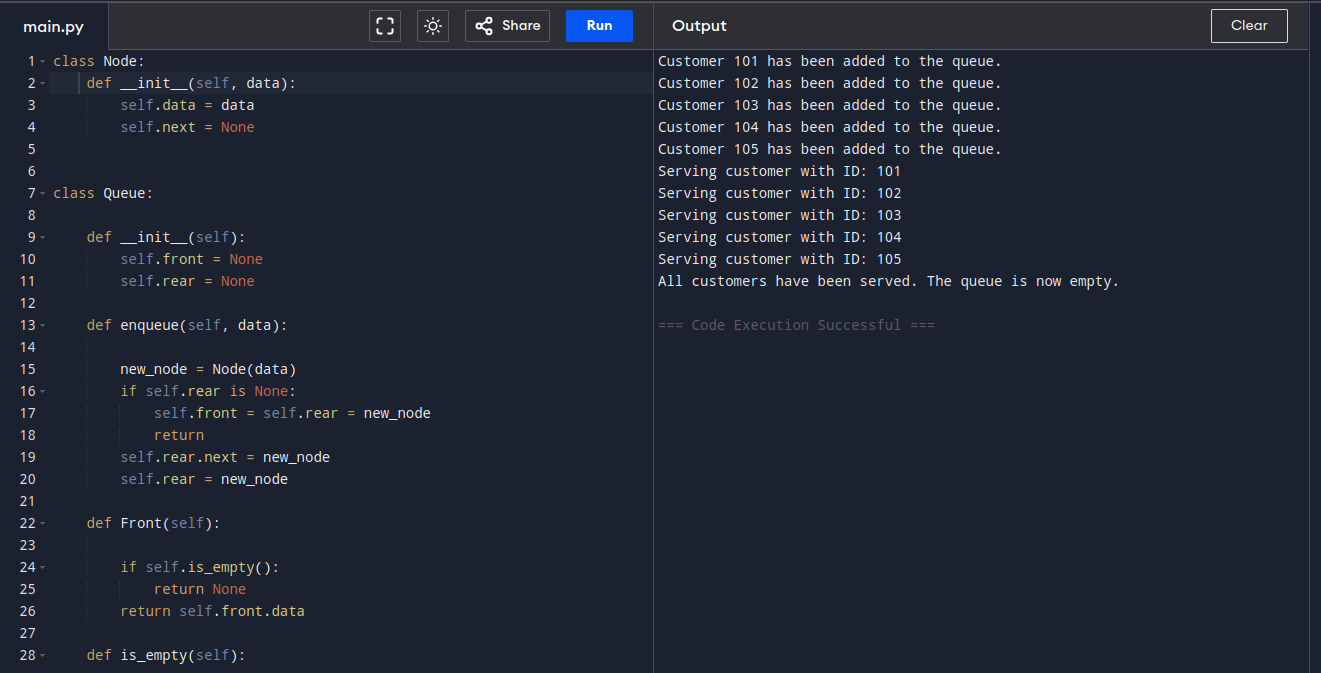 main.py
Share
Run
Output
Clear
1 class Node:
2     def __init__(self, data):
3         self.data = data
4         self.next = None
5
6
7 class Queue:
8
9     def __init__(self):
10         self.front = None
11         self.rear = None
12
13     def enqueue(self, data):
14
15         new_node = Node(data)
16         if self.rear is None:
17             self.front = self.rear = new_node
18             return
19         self.rear.next = new_node
20         self.rear = new_node
21
22     def Front(self):
23
24         if self.is_empty():
25             return None
26         return self.front.data
27
28     def is_empty(self):
Customer 101 has been added to the queue.
Customer 102 has been added to the queue.
Customer 103 has been added to the queue.
Customer 104 has been added to the queue.
Customer 105 has been added to the queue.
Serving customer with ID: 101
Serving customer with ID: 102
Serving customer with ID: 103
Serving customer with ID: 104
Serving customer with ID: 105
All customers have been served. The queue is now empty.
=== Code Execution Successful ===